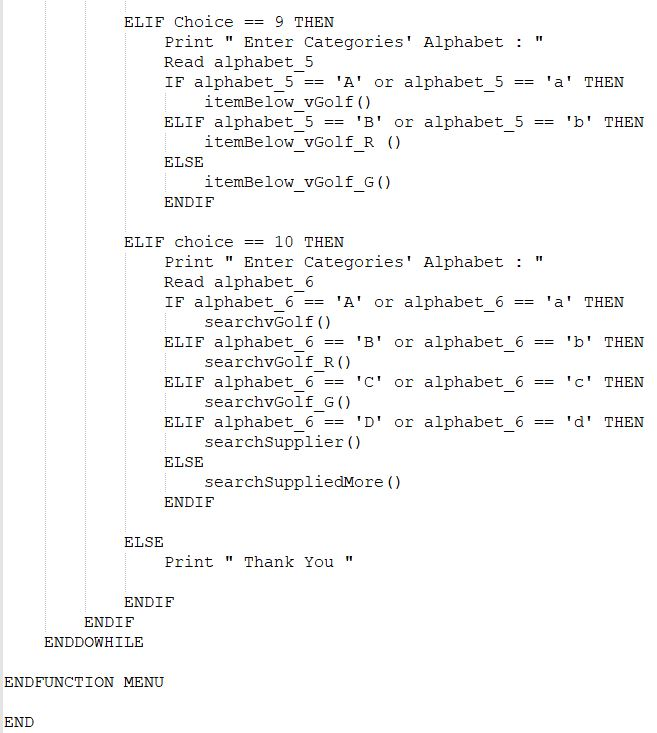 ELIF Choice == 9 THEN
Print " Enter Categories' Alphabet : "
Read alphabet_5
IF alphabet_5 == 'A' or alphabet_5 == 'a' THEN
itemBelow_vGolf()
ELIF alphabet_5 == 'B' or alphabet_5 == 'b' THEN
itemBelow_vGolf_R ()
ELSE
itemBelow_vGolf_G()
ENDIF
ELIF choice == 10 THEN
Print " Enter Categories' Alphabet : "
Read alphabet_6
IF alphabet_6 == 'A' or alphabet_6 == 'a' THEN
searchvGolf()
ELIF alphabet_6 == 'B' or alphabet_6 == 'b' THEN
searchvGolf_R()
ELIF alphabet_6 == 'C' or alphabet_6 == 'c' THEN
searchvGolf_G()
ELIF alphabet_6 == 'D' or alphabet_6 == 'd' THEN
searchSupplier()
ELSE
searchSuppliedMore()
ENDIF
ELSE
Print " Thank You "
ENDIF
ENDIF
ENDDOWHILE
ENDFUNCTION MENU
END